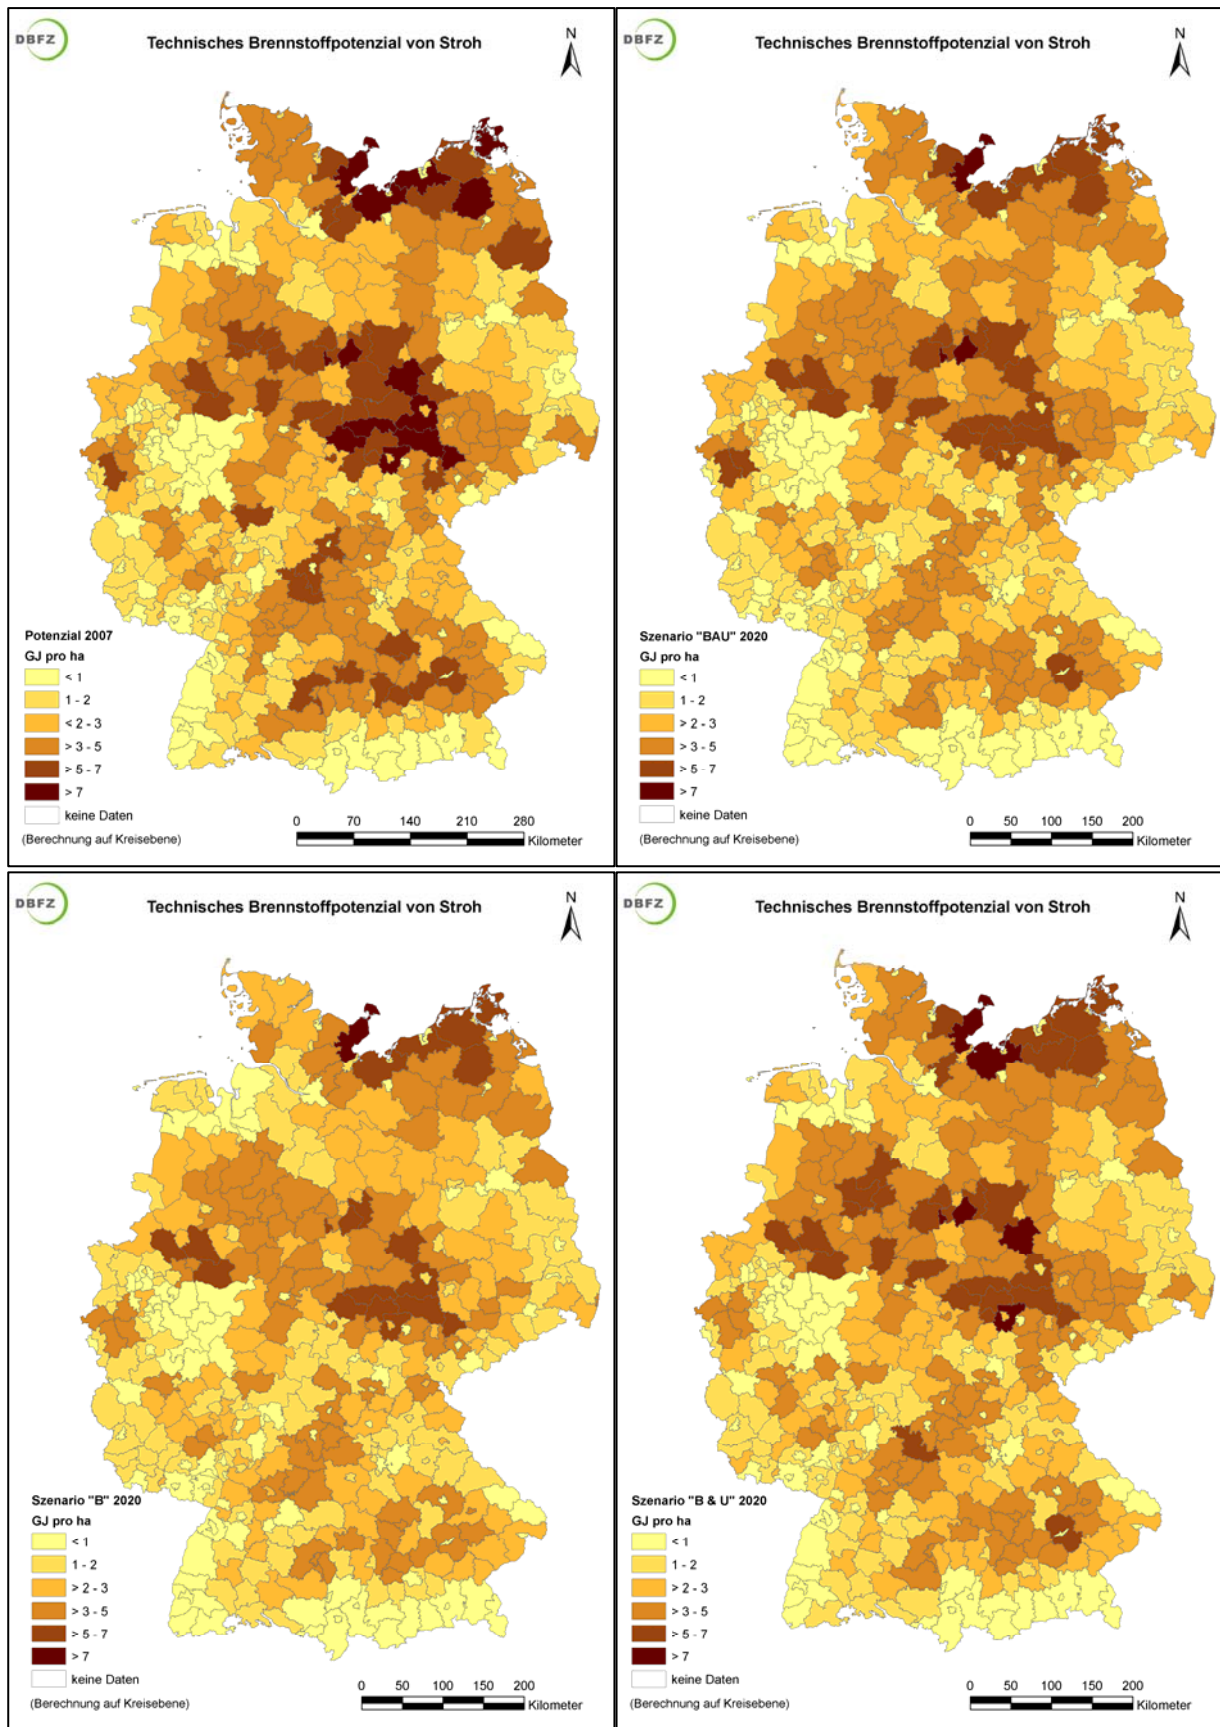 DBFZ
Technisches Brennstoffpotenzial von Stroh
N
Potenzial 2007
GJ pro ha
< 1
1 - 2
< 2 - 3
> 3 - 5
> 5 - 7
> 7
keine Daten
(Berechnung auf Kreisebene)
0 70 140 210 280
Kilometer
DBFZ
Technisches Brennstoffpotenzial von Stroh
N
Szenario "BAU" 2020
GJ pro ha
< 1
1 - 2
> 2 - 3
> 3 - 5
> 5 - 7
> 7
keine Daten
(Berechnung auf Kreisebene)
0 50 100 150 200
Kilometer
DBFZ
Technisches Brennstoffpotenzial von Stroh
N
Szenario "B" 2020
GJ pro ha
< 1
1 - 2
> 2 - 3
> 3 - 5
> 5 - 7
> 7
keine Daten
(Berechnung auf Kreisebene)
0 50 100 150 200
Kilometer
DBFZ
Technisches Brennstoffpotenzial von Stroh
N
Szenario "B & U" 2020
GJ pro ha
< 1
1 - 2
> 2 - 3
> 3 - 5
> 5 - 7
> 7
keine Daten
(Berechnung auf Kreisebene)
0 50 100 150 200
Kilometer